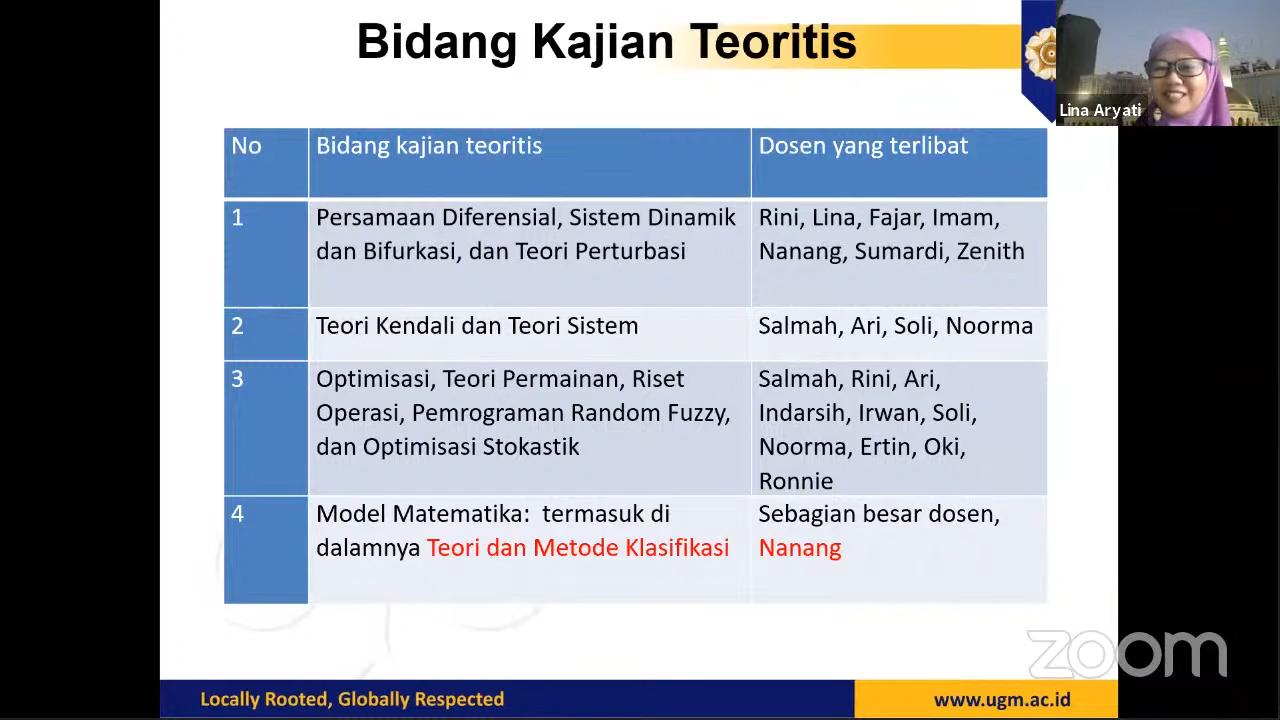 Bidang Kajian Teoritis
Lina Aryati
No
Bidang kajian teoritis
Dosen yang terlibat
1
Persamaan Diferensial, Sistem Dinamik
dan Bifurkasi, dan Teori Perturbasi
Rini, Lina, Fajar, Imam,
Nanang, Sumardi, Zenith
2
Teori Kendali dan Teori Sistem
Salmah, Ari, Soli, Noorma
3
Optimisasi, Teori Permainan, Riset
Operasi, Pemrograman Random Fuzzy,
dan Optimisasi Stokastik
Salmah, Rini, Ari,
Indarsih, Irwan, Soli,
Noorma, Ertin, Oki,
Ronnie
4
Model Matematika: termasuk di
dalamnya Teori dan Metode Klasifikasi
Sebagian besar dosen,
Nanang
zoom
Locally Rooted, Globally Respected
www.ugm.ac.id